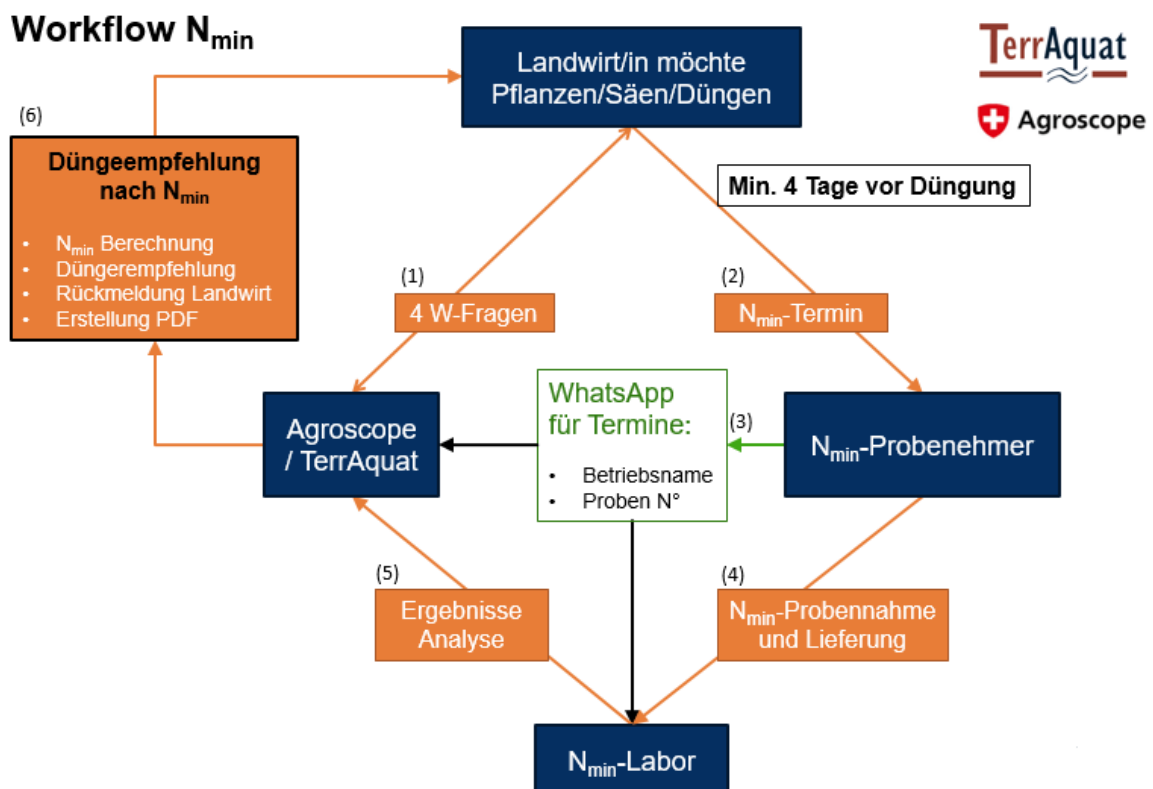 Workflow Nmin
Landwirt/in möchte
Pflanzen/Säen/Düngen
TerrAquat
Agroscope
(6)
Düngeempfehlung
nach Nmin
• Nmin Berechnung
• Düngerempfehlung
• Rückmeldung Landwirt
• Erstellung PDF
Min. 4 Tage vor Düngung
(1)
4 W-Fragen
(2)
Nmin-Termin
Agroscope
/ TerrAquat
WhatsApp
für Termine:
• Betriebsname
• Proben N°
(3)
Nmin-Probenehmer
(5)
Ergebnisse
Analyse
(4)
Nmin-Probennahme
und Lieferung
Nmin-Labor